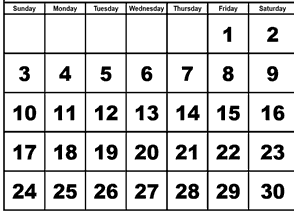 Sunday Monday Tuesday Wednesday Thursday Friday Saturday
1 2
3 4 5 6 7 8 9
10 11 12 13 14 15 16
17 18 19 20 21 22 23
24 25 26 27 28 29 30